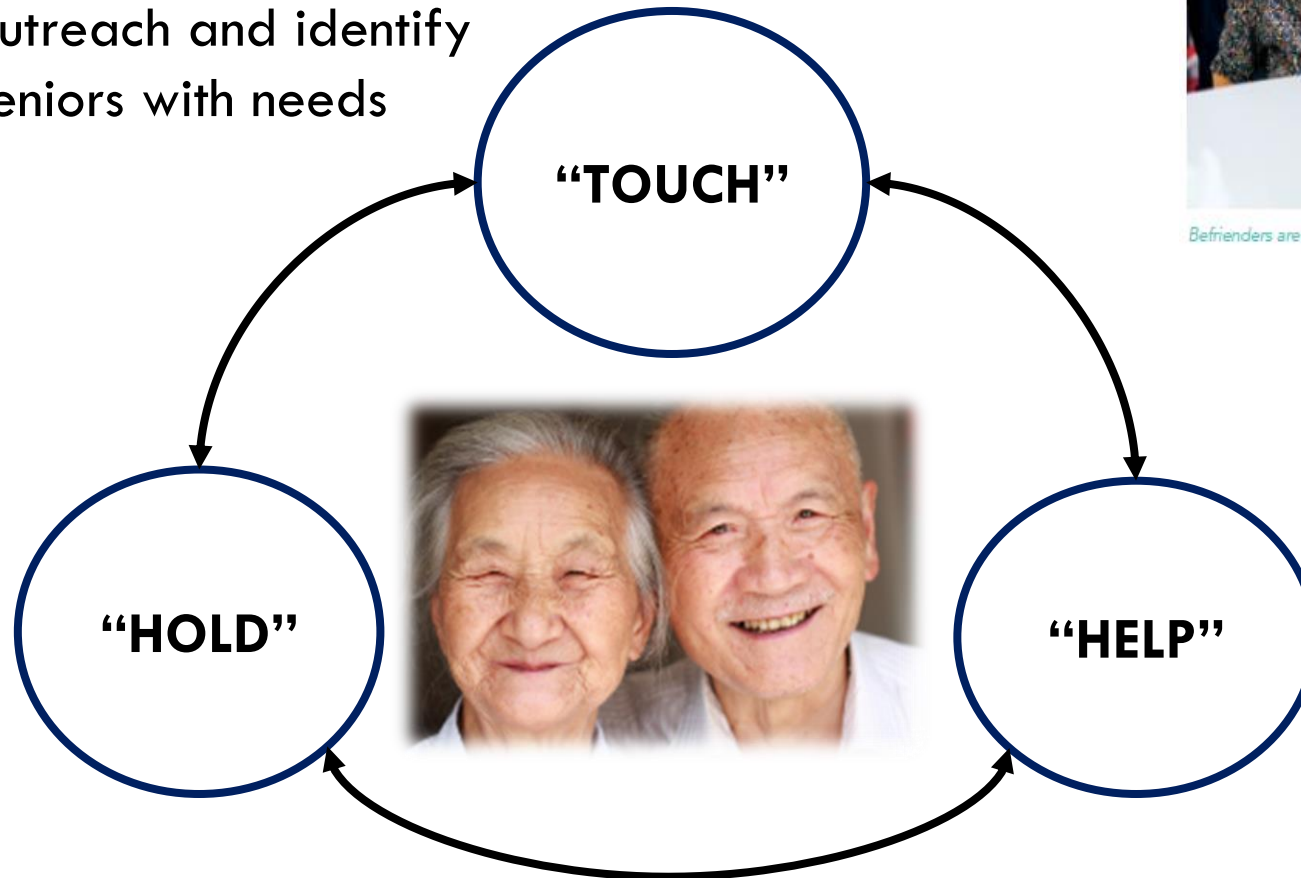 utreach and identify
eniors with needs
“TOUCH”
Befrienders are
“HOLD”
“HELP”